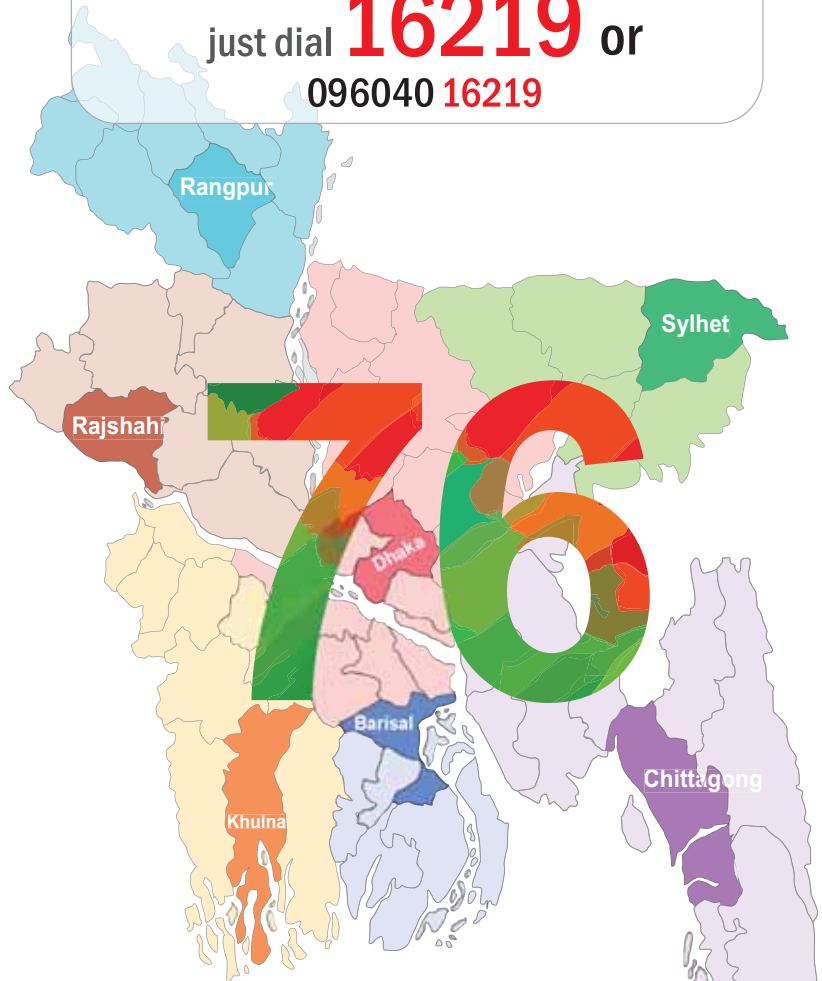 just dial 16219 or
096040 16219
Rangpur
Sylhet
Rajshahi
76
Dhaka
Barisal
Chittagong
Khulna